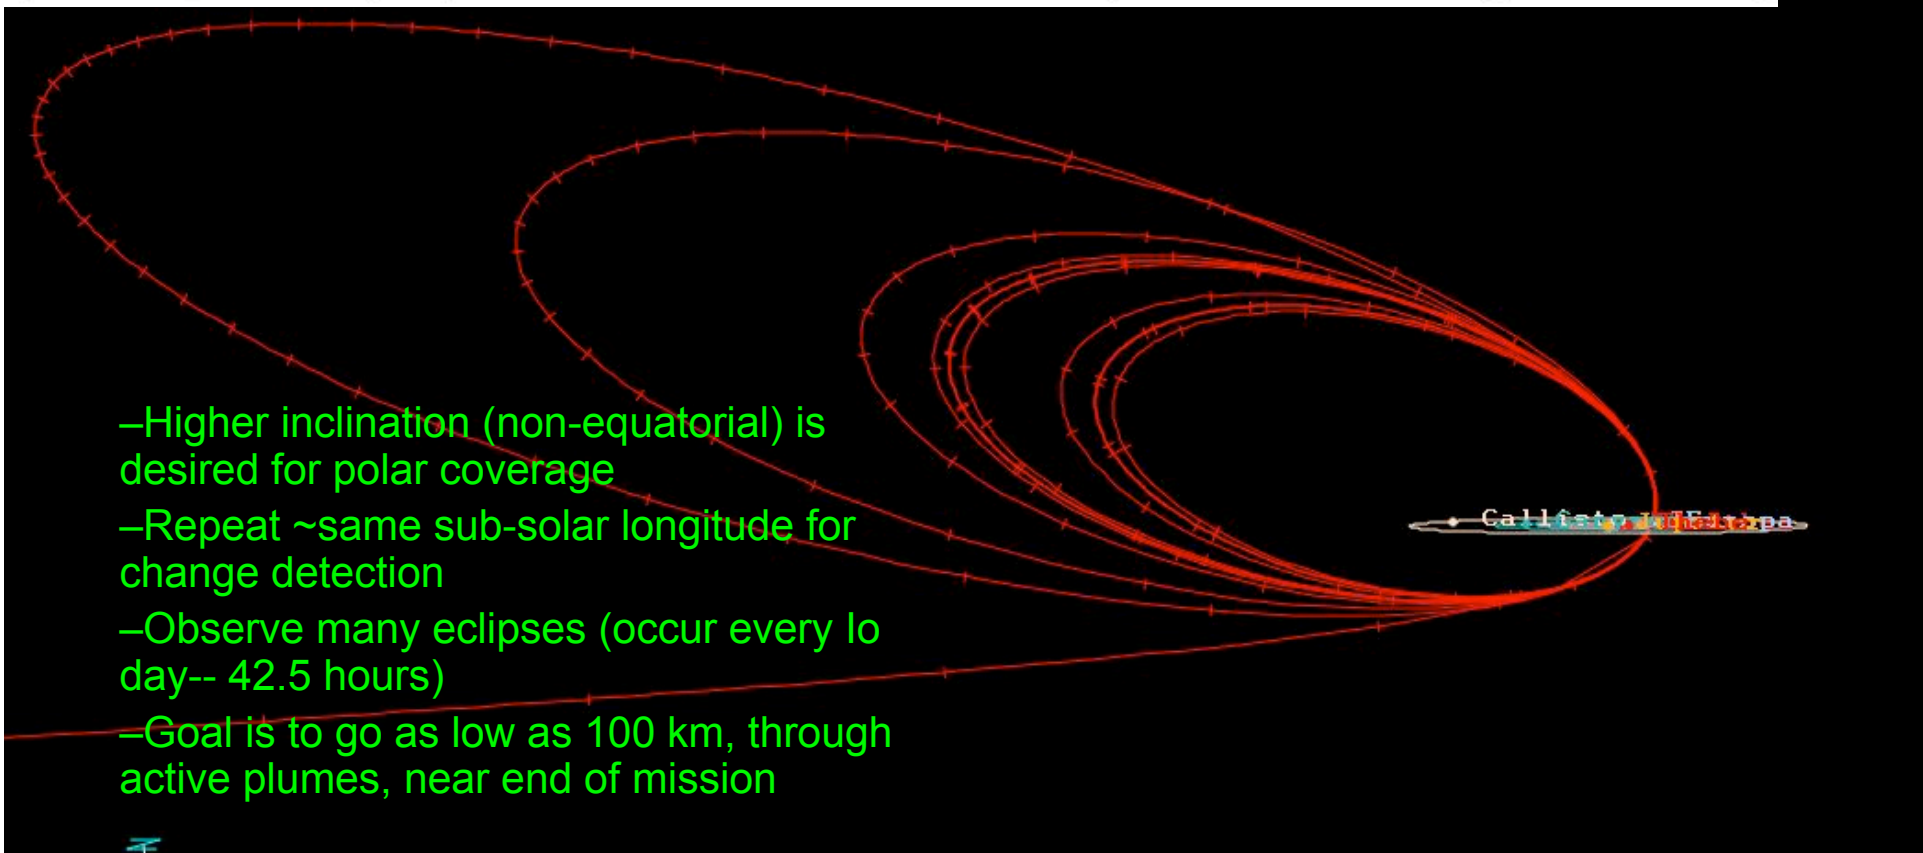 –Higher inclination (non-equatorial) is
desired for polar coverage
–Repeat ~same sub-solar longitude for
change detection
–Observe many eclipses (occur every Io
day-- 42.5 hours)
–Goal is to go as low as 100 km, through
active plumes, near end of mission
Callisto